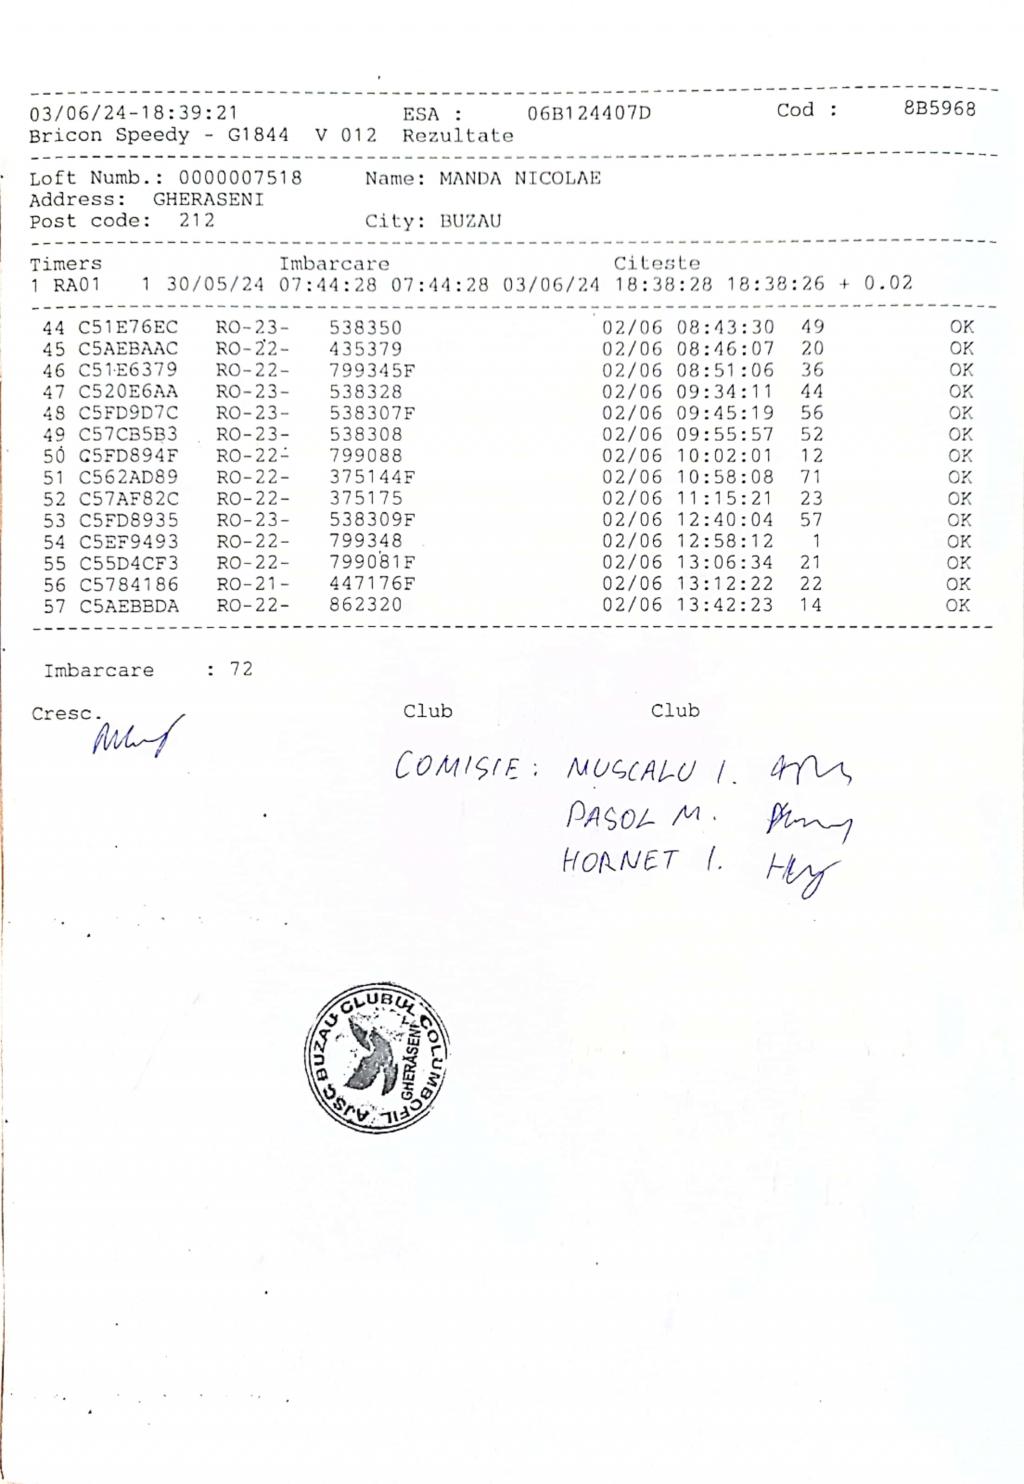 03/06/24-18:39:21 ESA : 06B124407D Cod : 8B5968
Bricon Speedy - G1844 V 012 Rezultate
Loft Numb.: 0000007518 Name: MANDA NICOLAE
Address: GHERASENI
Post code: 212 City: BUZAU
Timers Imbarcare Citeste
1 RA01 1 30/05/24 07:44:28 07:44:28 03/06/24 18:38:28 18:38:26 + 0.02
44 C51E76EC RO-23- 538350 02/06 08:43:30 49 OK
45 C5AEBAAC RO-22- 435379 02/06 08:46:07 20 OK
46 C51E6379 RO-22- 799345F 02/06 08:51:06 36 OK
47 C520E6AA RO-23- 538328 02/06 09:34:11 44 OK
48 C5FD9D7C RO-23- 538307F 02/06 09:45:19 56 OK
49 C57CB5B3 RO-23- 538308 02/06 09:55:57 52 OK
50 C5FD894F RO-22- 799088 02/06 10:02:01 12 OK
51 C562AD89 RO-22- 375144F 02/06 10:58:08 71 OK
52 C57AF82C RO-22- 375175 02/06 11:15:21 23 OK
53 C5FD8935 RO-23- 538309F 02/06 12:40:04 57 OK
54 C5EF9493 RO-22- 799348 02/06 12:58:12 1 OK
55 C55D4CF3 RO-22- 799081F 02/06 13:06:34 21 OK
56 C5784186 RO-21- 447176F 02/06 13:12:22 22 OK
57 C5AEBBDA RO-22- 862320 02/06 13:42:23 14 OK
Imbarcare : 72
Cresc. Club Club
COMISIE: MUSCALU I.
PASOL M.
HORNET I.
AJSC BUZAU CLUBUL COLUMBOFIL
GHERĂSENI